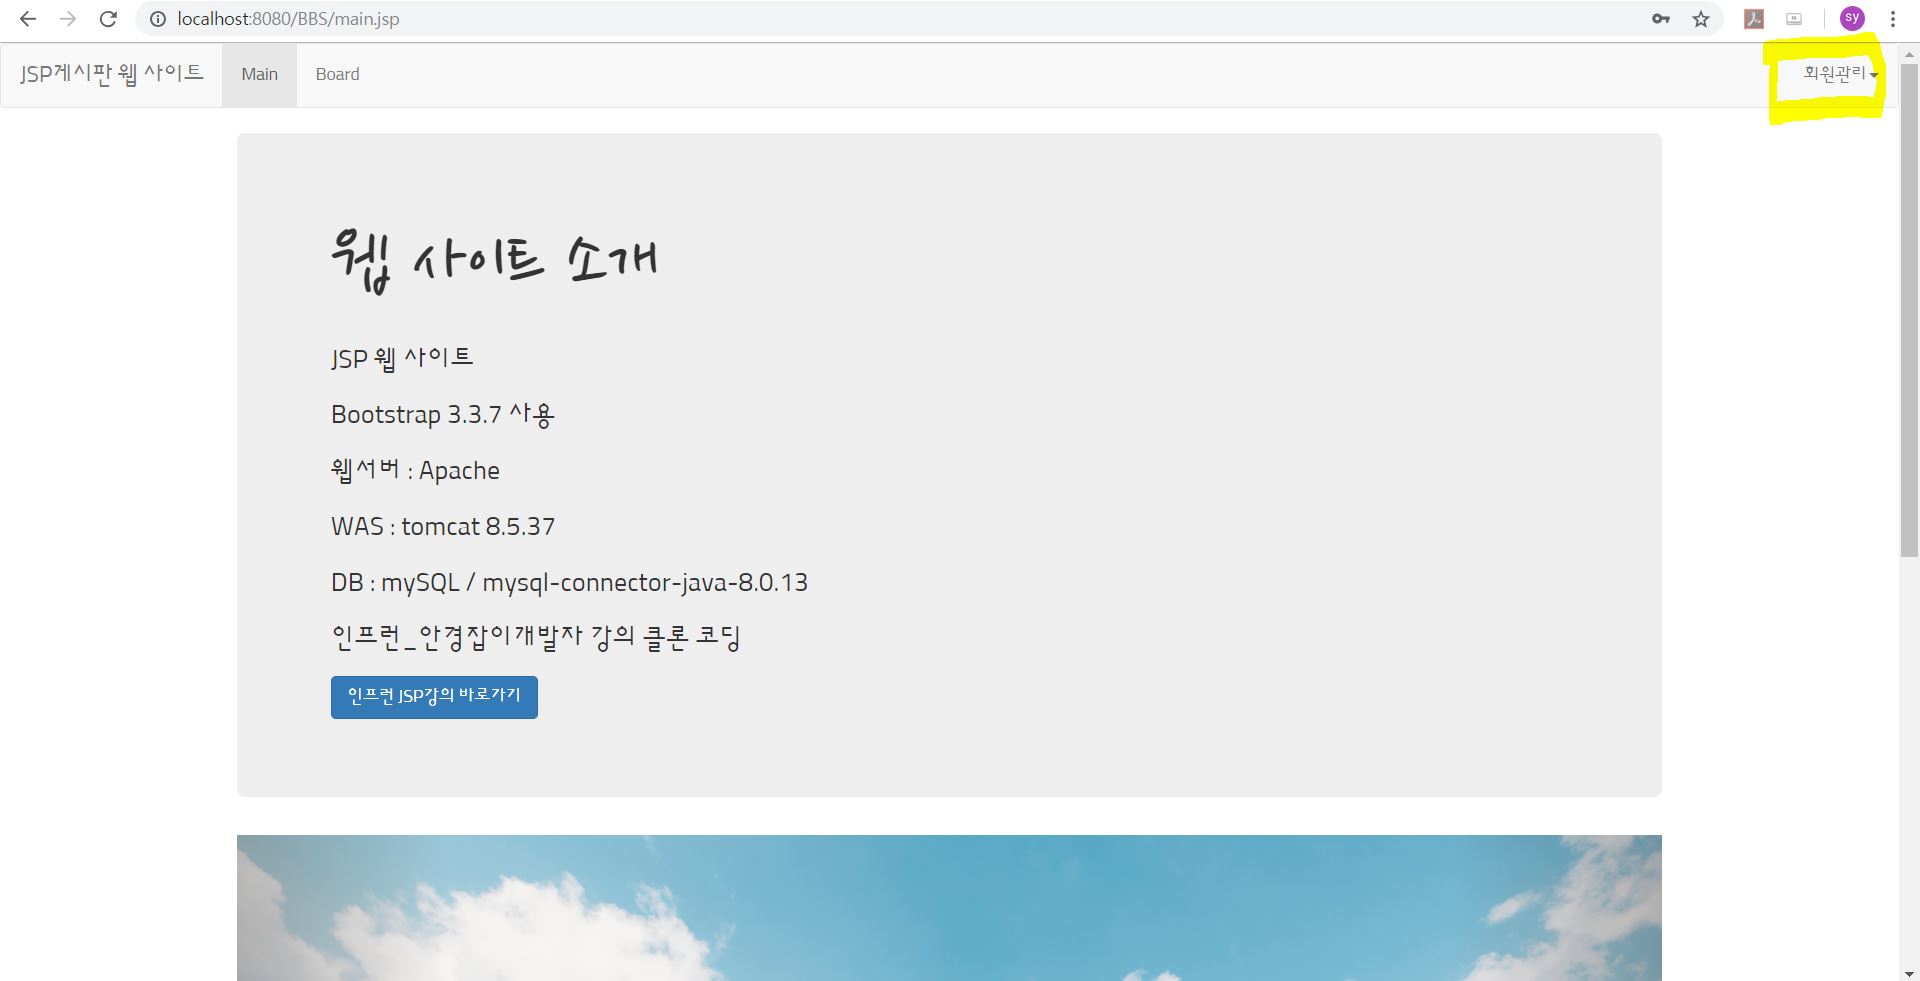 localhost:8080/BBS/main.jsp
sy
JSP게시판 웹 사이트
Main
Board
회원관리
웹 사이트 소개
JSP 웹 사이트
Bootstrap 3.3.7 사용
웹서버 : Apache
WAS : tomcat 8.5.37
DB : mySQL / mysql-connector-java-8.0.13
인프런_안경잡이개발자 강의 클론 코딩
인프런 JSP강의 바로가기